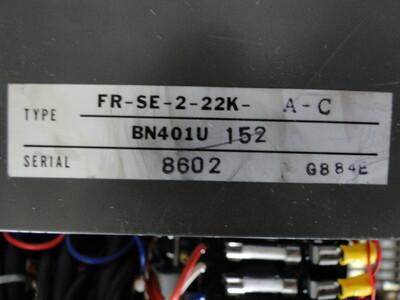 TYPE FR-SE-2-22K- A-C
BN401U 152
SERIAL 8602 G884E